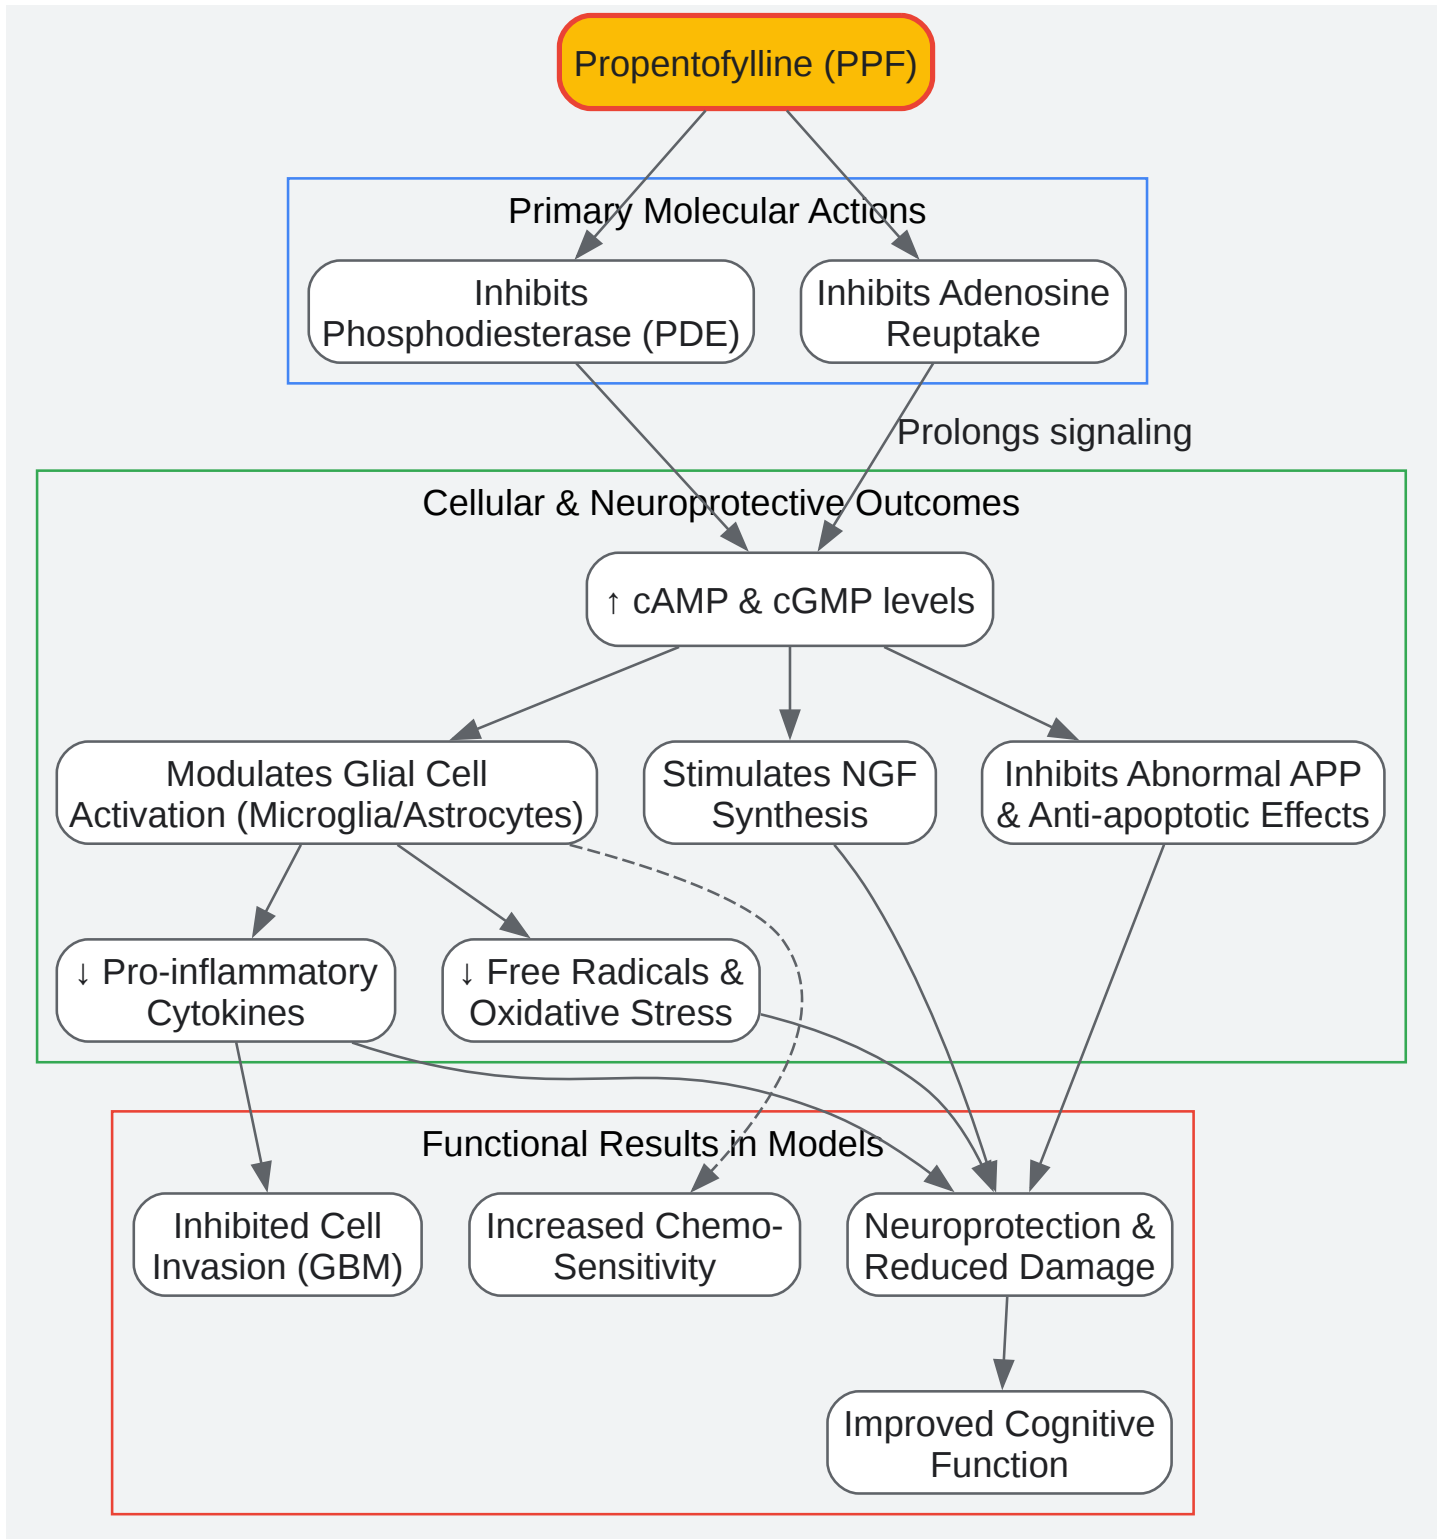 Propentofylline (PPF)
Primary Molecular Actions
Inhibits
Phosphodiesterase (PDE)
Inhibits Adenosine
Reuptake
Prolongs signaling
Cellular & Neuroprotective Outcomes
↑ cAMP & cGMP levels
Modulates Glial Cell
Activation (Microglia/Astrocytes)
Stimulates NGF
Synthesis
Inhibits Abnormal APP
& Anti-apoptotic Effects
↓ Pro-inflammatory
Cytokines
↓ Free Radicals &
Oxidative Stress
Functional Results in Models
Inhibited Cell
Invasion (GBM)
Increased Chemo-
Sensitivity
Neuroprotection &
Reduced Damage
Improved Cognitive
Function